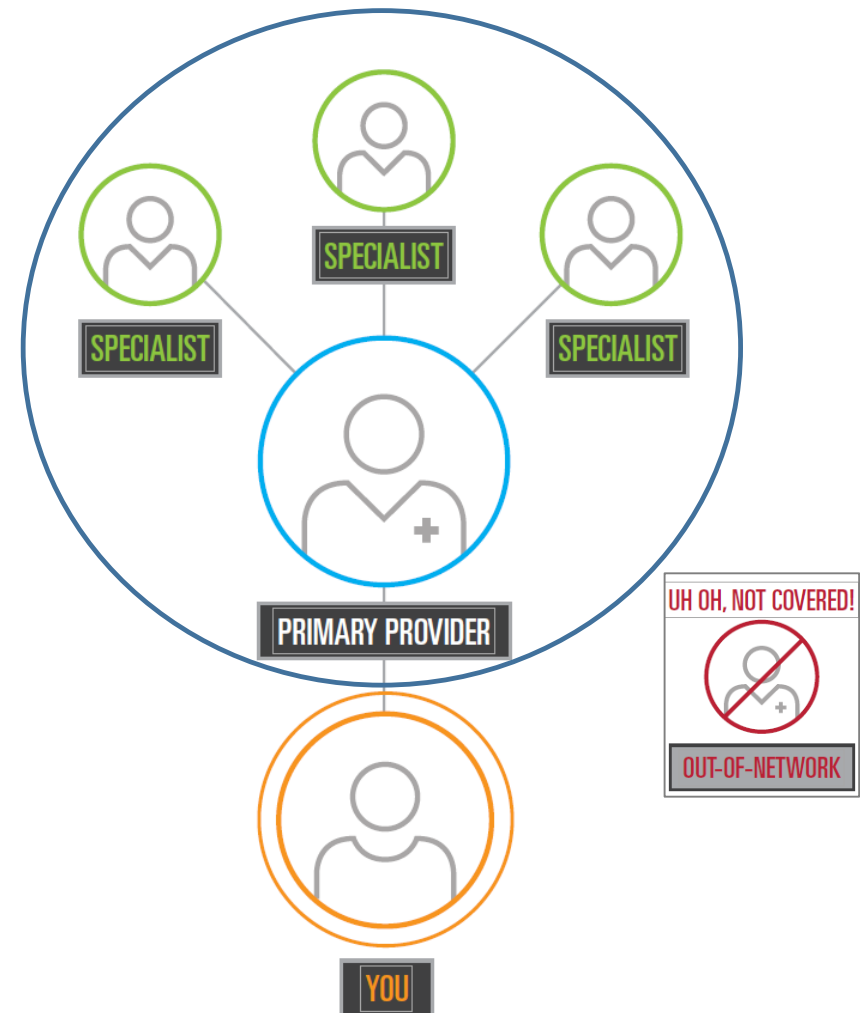 SPECIALIST
SPECIALIST
SPECIALIST
PRIMARY PROVIDER
UH OH, NOT COVERED!
OUT-OF-NETWORK
YOU